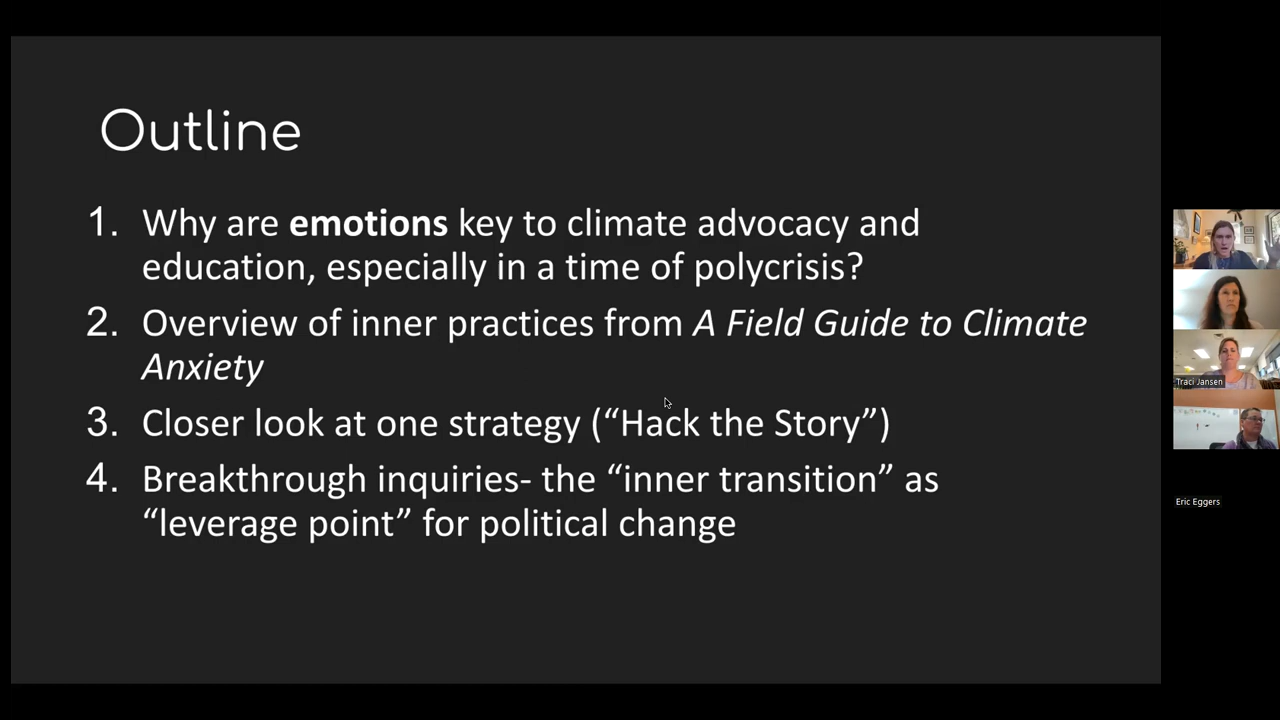 Outline
1. Why are emotions key to climate advocacy and
education, especially in a time of polycrisis?
2. Overview of inner practices from A Field Guide to Climate
Anxiety
3. Closer look at one strategy (“Hack the Story”)
4. Breakthrough inquiries- the “inner transition” as
“leverage point” for political change
Traci Jansen
Eric Eggers